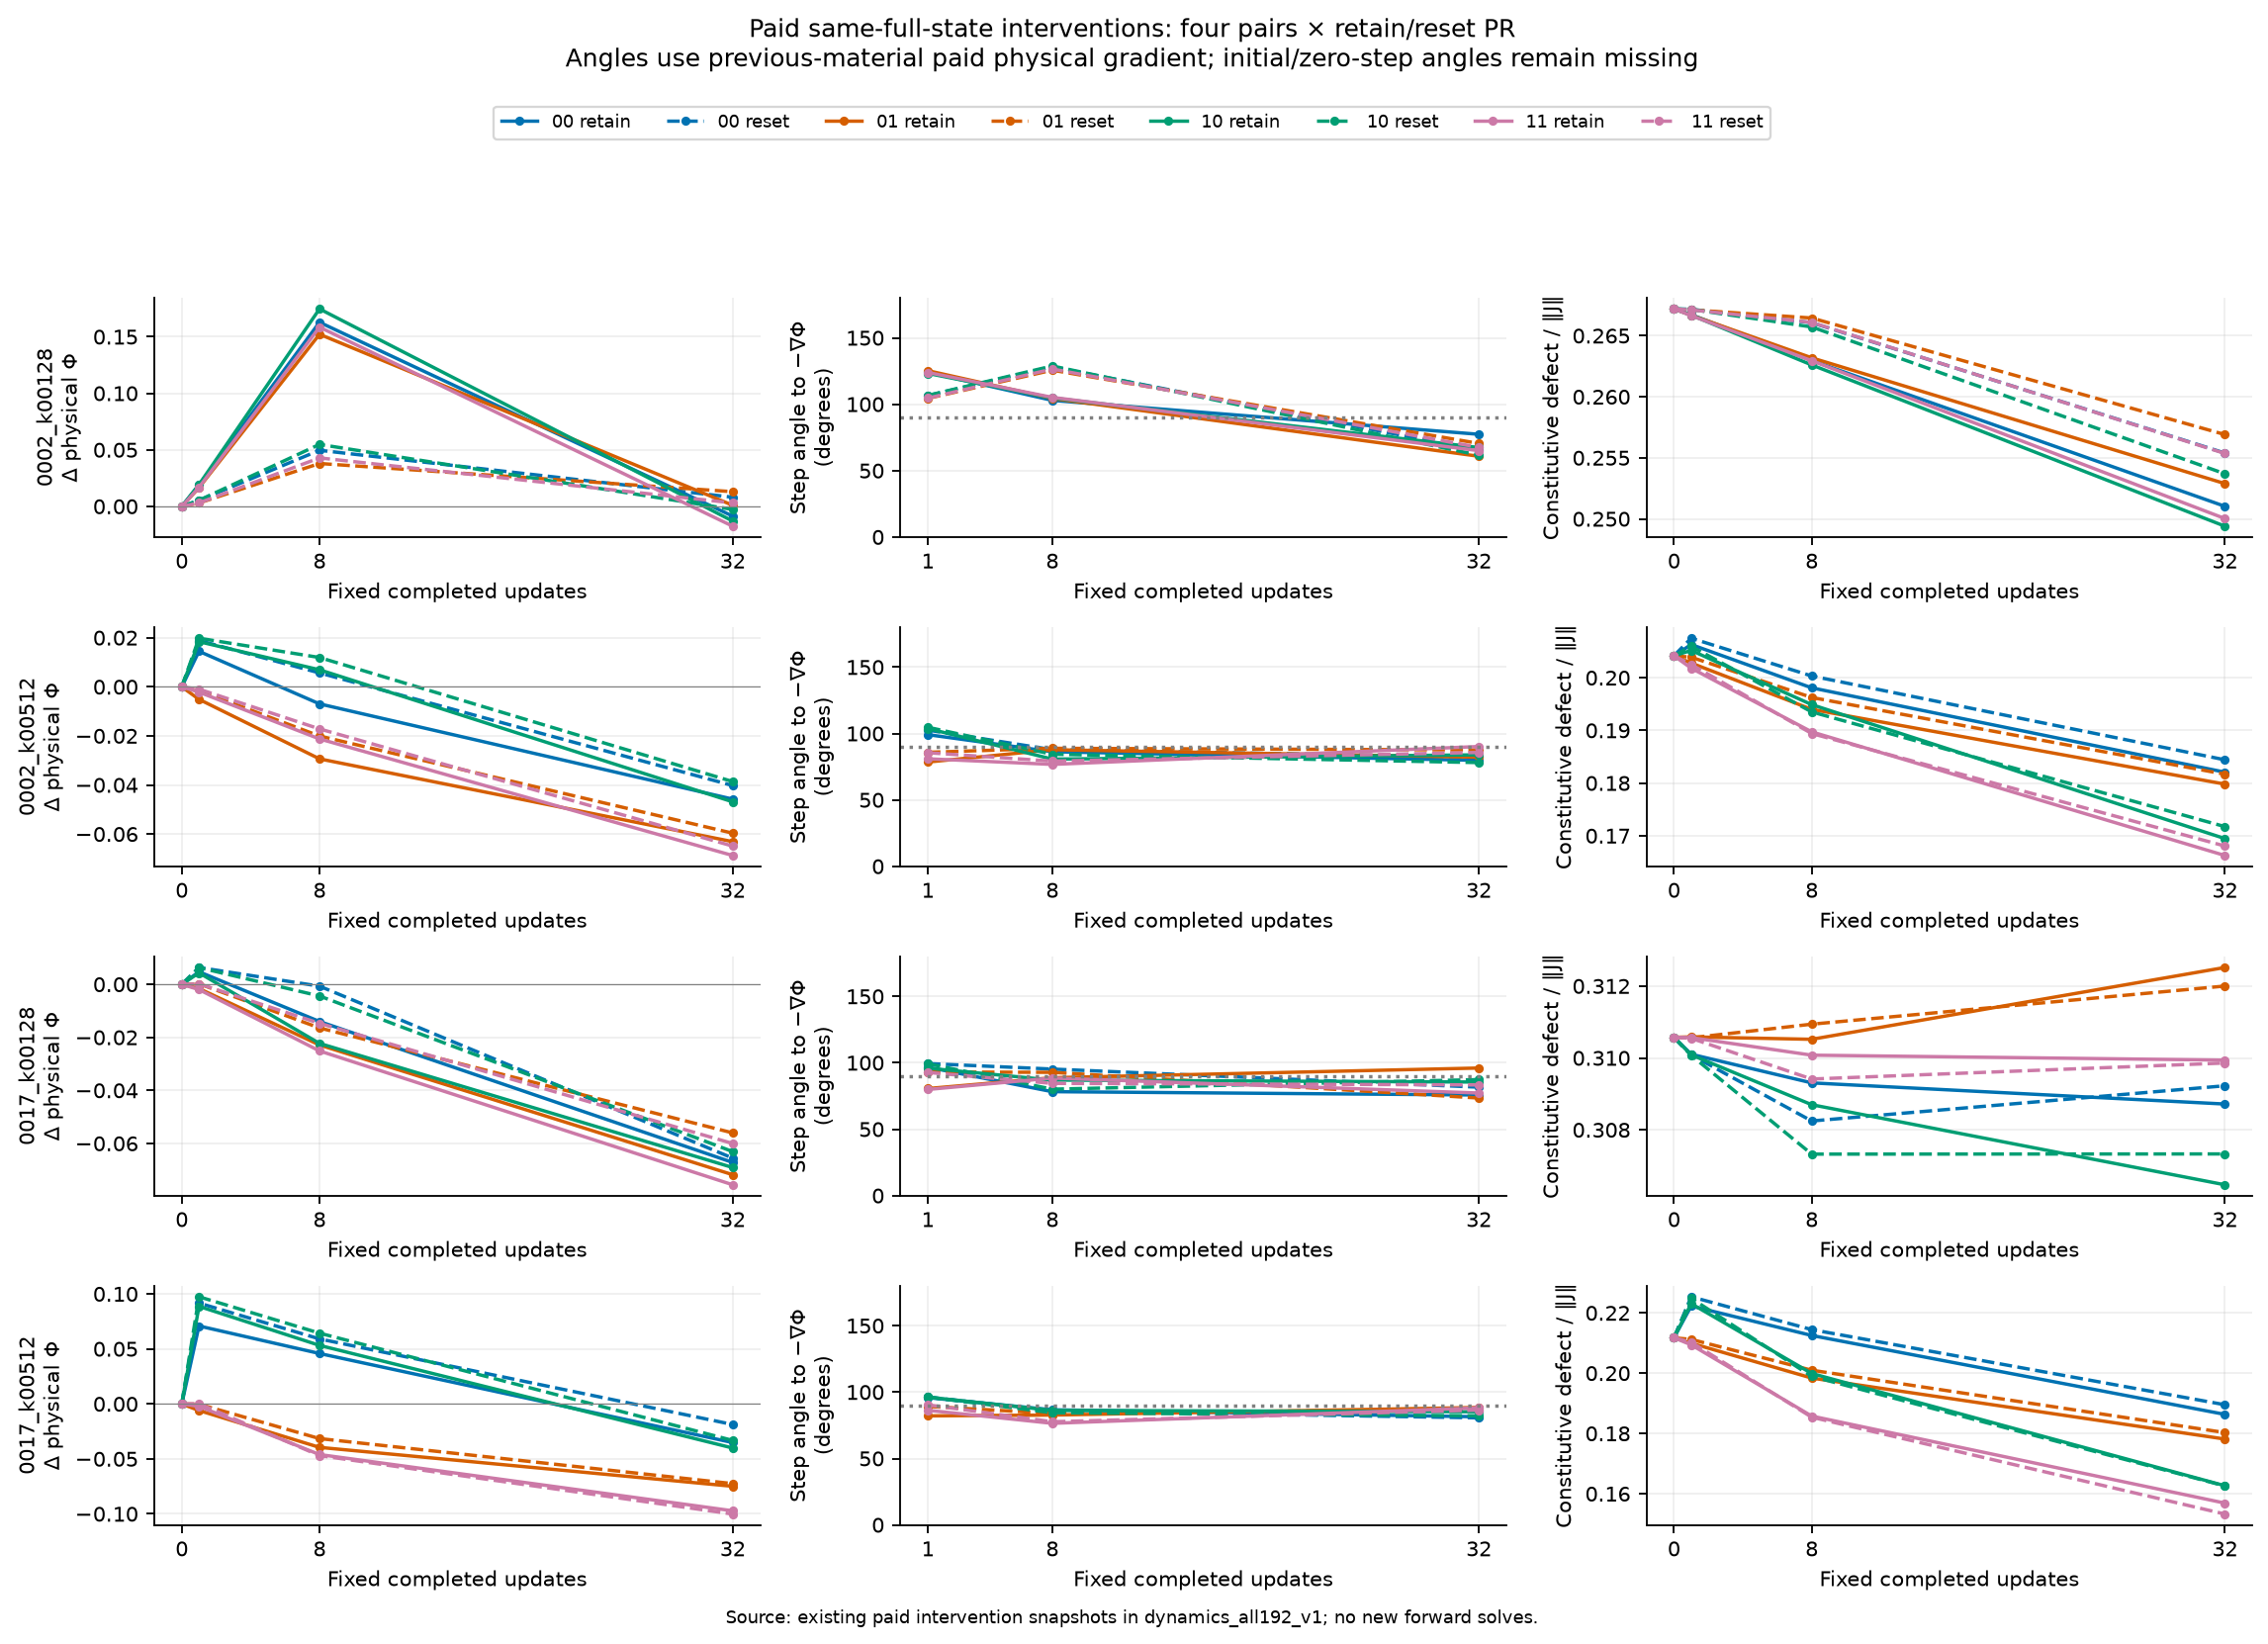 Paid same-full-state interventions: four pairs × retain/reset PR
Angles use previous-material paid physical gradient; initial/zero-step angles remain missing
00 retain
00 reset
01 retain
01 reset
10 retain
10 reset
11 retain
11 reset
0002_k00128
Δ physical Φ
0.15
0.10
0.05
0.00
0
8
32
Fixed completed updates
Step angle to −∇Φ
(degrees)
150
100
50
0
1
8
32
Fixed completed updates
Constitutive defect / ‖J‖
0.265
0.260
0.255
0.250
0
8
32
Fixed completed updates
0002_k00512
Δ physical Φ
0.02
0.00
−0.02
−0.04
−0.06
0
8
32
Fixed completed updates
Step angle to −∇Φ
(degrees)
150
100
50
0
1
8
32
Fixed completed updates
Constitutive defect / ‖J‖
0.20
0.19
0.18
0.17
0
8
32
Fixed completed updates
0017_k00128
Δ physical Φ
0.00
−0.02
−0.04
−0.06
0
8
32
Fixed completed updates
Step angle to −∇Φ
(degrees)
150
100
50
0
1
8
32
Fixed completed updates
Constitutive defect / ‖J‖
0.312
0.310
0.308
0
8
32
Fixed completed updates
0017_k00512
Δ physical Φ
0.10
0.05
0.00
−0.05
−0.10
0
8
32
Fixed completed updates
Step angle to −∇Φ
(degrees)
150
100
50
0
1
8
32
Fixed completed updates
Constitutive defect / ‖J‖
0.22
0.20
0.18
0.16
0
8
32
Fixed completed updates
Source: existing paid intervention snapshots in dynamics_all192_v1; no new forward solves.